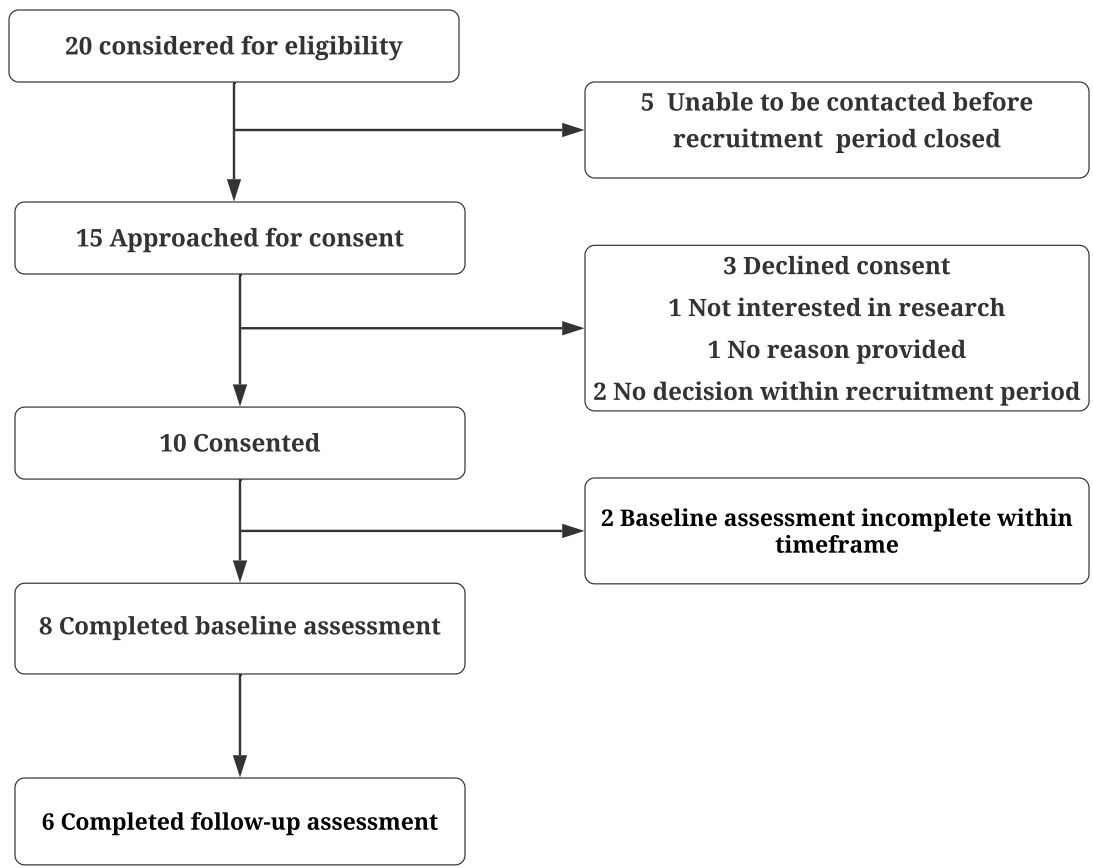 20 considered for eligibility
5 Unable to be contacted before
recruitment period closed
15 Approached for consent
3 Declined consent
1 Not interested in research
1 No reason provided
2 No decision within recruitment period
10 Consented
2 Baseline assessment incomplete within
timeframe
8 Completed baseline assessment
6 Completed follow-up assessment